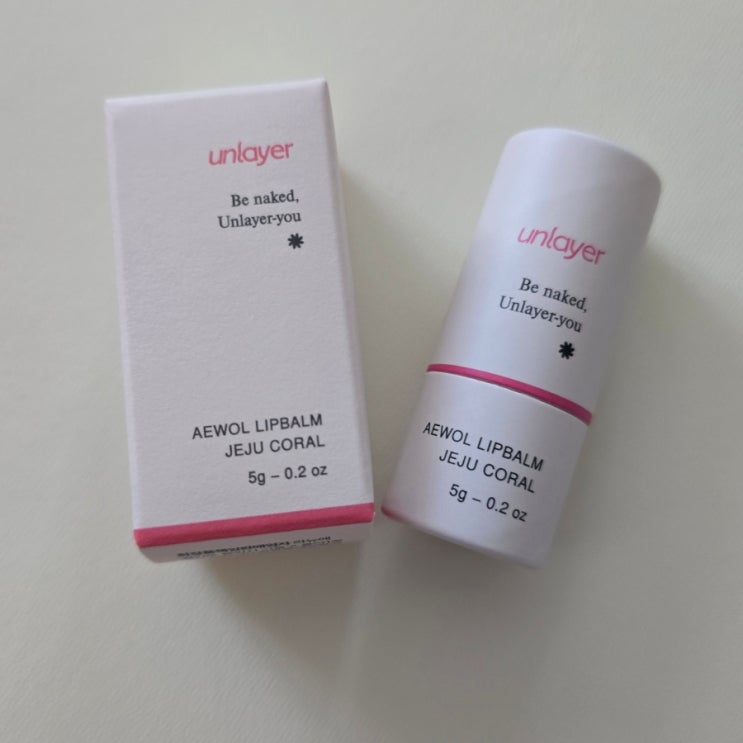 unlayer
Be naked,
Unlayer-you
AEWOL LIPBALM
JEJU CORAL
5g – 0.2 oz
unlayer
Be naked,
Unlayer-you
AEWOL LIPBALM
JEJU CORAL
5g – 0.2 oz